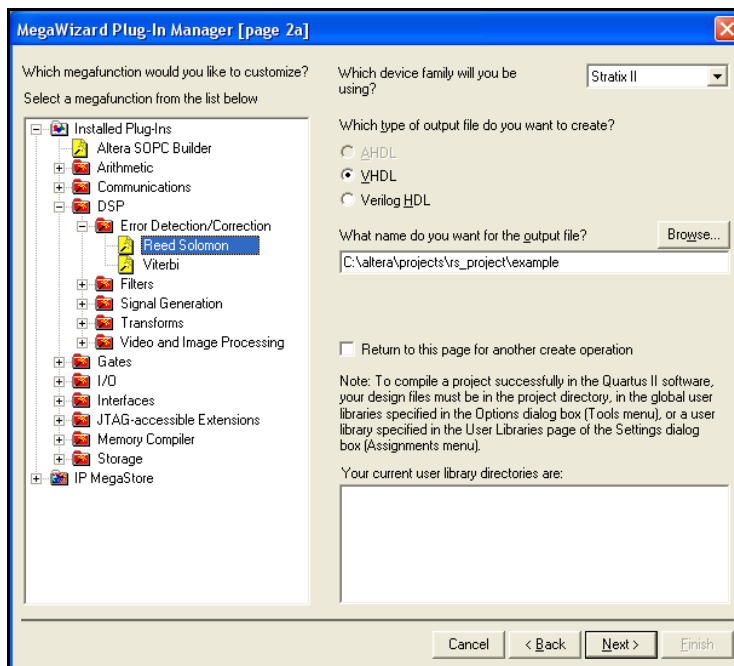 MegaWizard Plug-In Manager [page 2a]
Which megafunction would you like to customize?
Select a megafunction from the list below
Installed Plug-Ins
Altera SOPC Builder
Arithmetic
Communications
DSP
Error Detection/Correction
Reed Solomon
Viterbi
Filters
Signal Generation
Transforms
Video and Image Processing
Gates
I/O
Interfaces
JTAG-accessible Extensions
Memory Compiler
Storage
IP MegaStore
Which device family will you be
using?
Stratix II
Which type of output file do you want to create?
AHDL
VHDL
Verilog HDL
What name do you want for the output file?
Browse...
C:\altera\projects\rs_project\example
Return to this page for another create operation
Note: To compile a project successfully in the Quartus II software,
your design files must be in the project directory, in the global user
libraries specified in the Options dialog box (Tools menu), or a user
library specified in the User Libraries page of the Settings dialog
box (Assignments menu).
Your current user library directories are:
Cancel
< Back
Next >
Finish